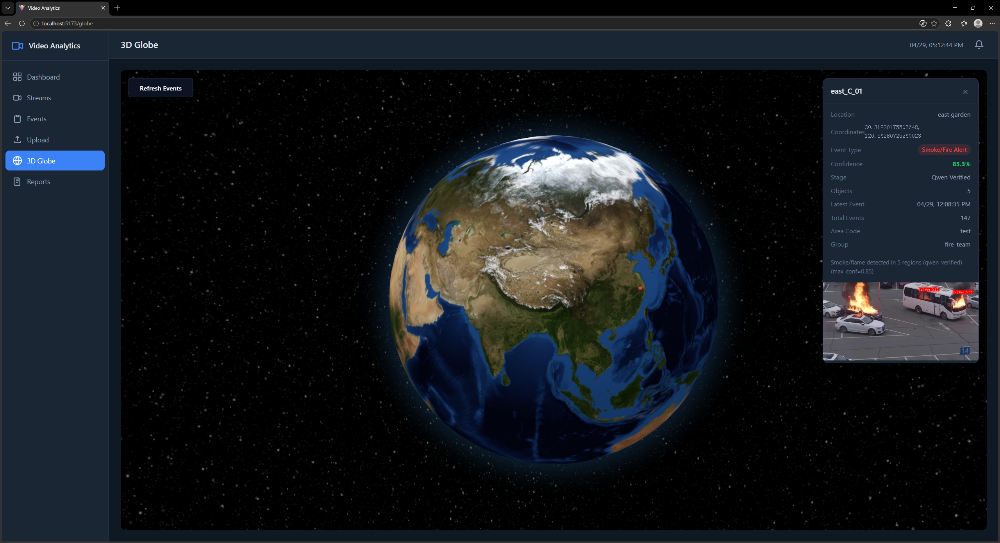 Video Analytics
localhost:5173/globe
Video Analytics
3D Globe
04/29, 05:12:44 PM
Dashboard
Streams
Events
Upload
3D Globe
Reports
Refresh Events
east_C_01
Location east garden
Coordinates 30.31820175507648,
120.36280725260023
Event Type Smoke/Fire Alert
Confidence 85.3%
Stage Qwen Verified
Objects 5
Latest Event 04/29, 12:08:35 PM
Total Events 147
Area Code test
Group fire_team
Smoke/flame detected in 5 regions (qwen_verified)
(max_conf=0.85)
[V] fire 0.60
[V] fire 0.83
14